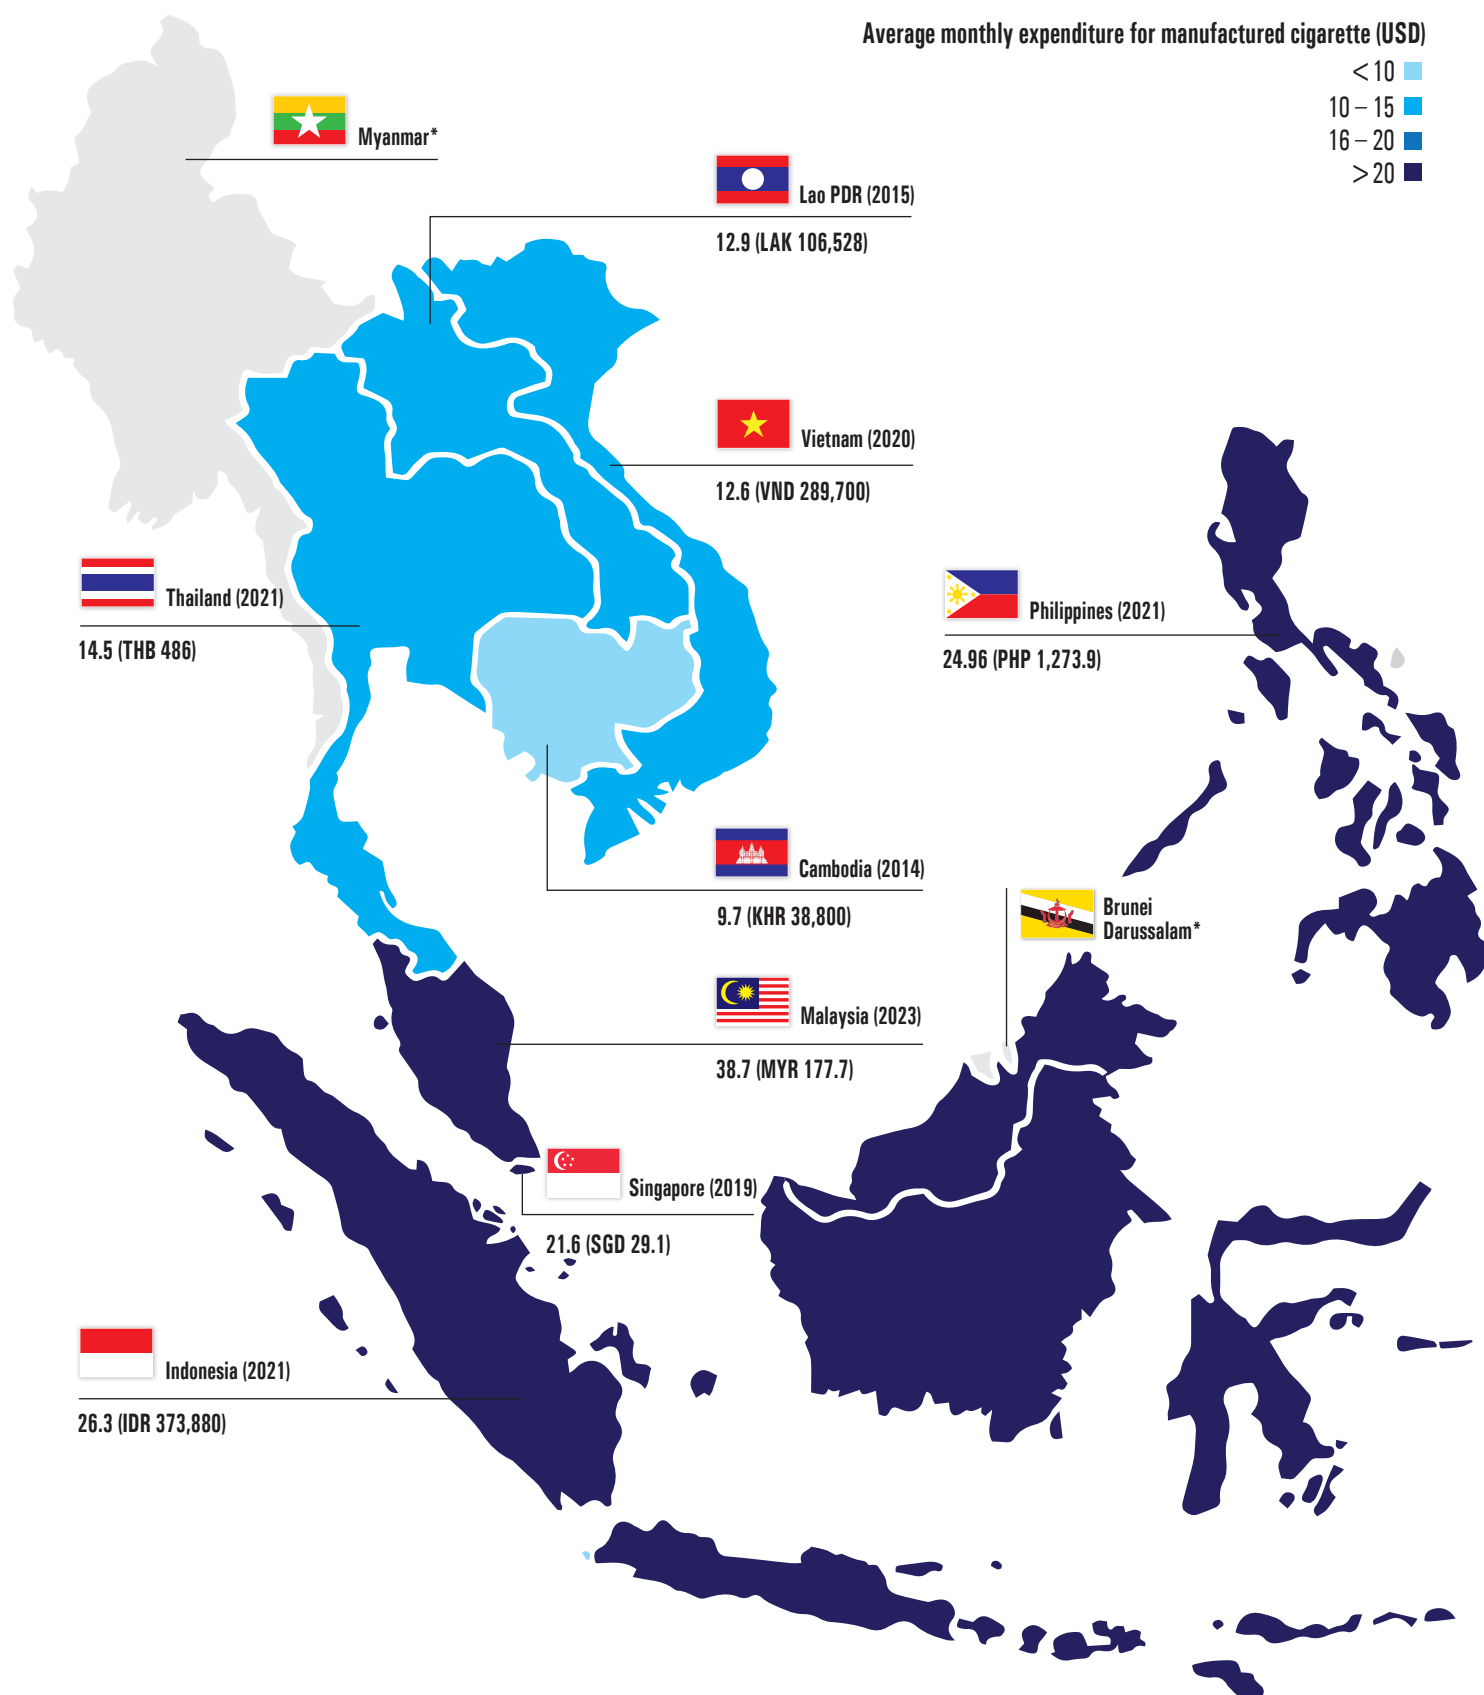 Average monthly expenditure for manufactured cigarette (USD)
< 10
10 – 15
16 – 20
> 20
Myanmar*
Lao PDR (2015)
12.9 (LAK 106,528)
Vietnam (2020)
12.6 (VND 289,700)
Thailand (2021)
14.5 (THB 486)
Philippines (2021)
24.96 (PHP 1,273.9)
Cambodia (2014)
9.7 (KHR 38,800)
Brunei
Darussalam*
Malaysia (2023)
38.7 (MYR 177.7)
Singapore (2019)
21.6 (SGD 29.1)
Indonesia (2021)
26.3 (IDR 373,880)